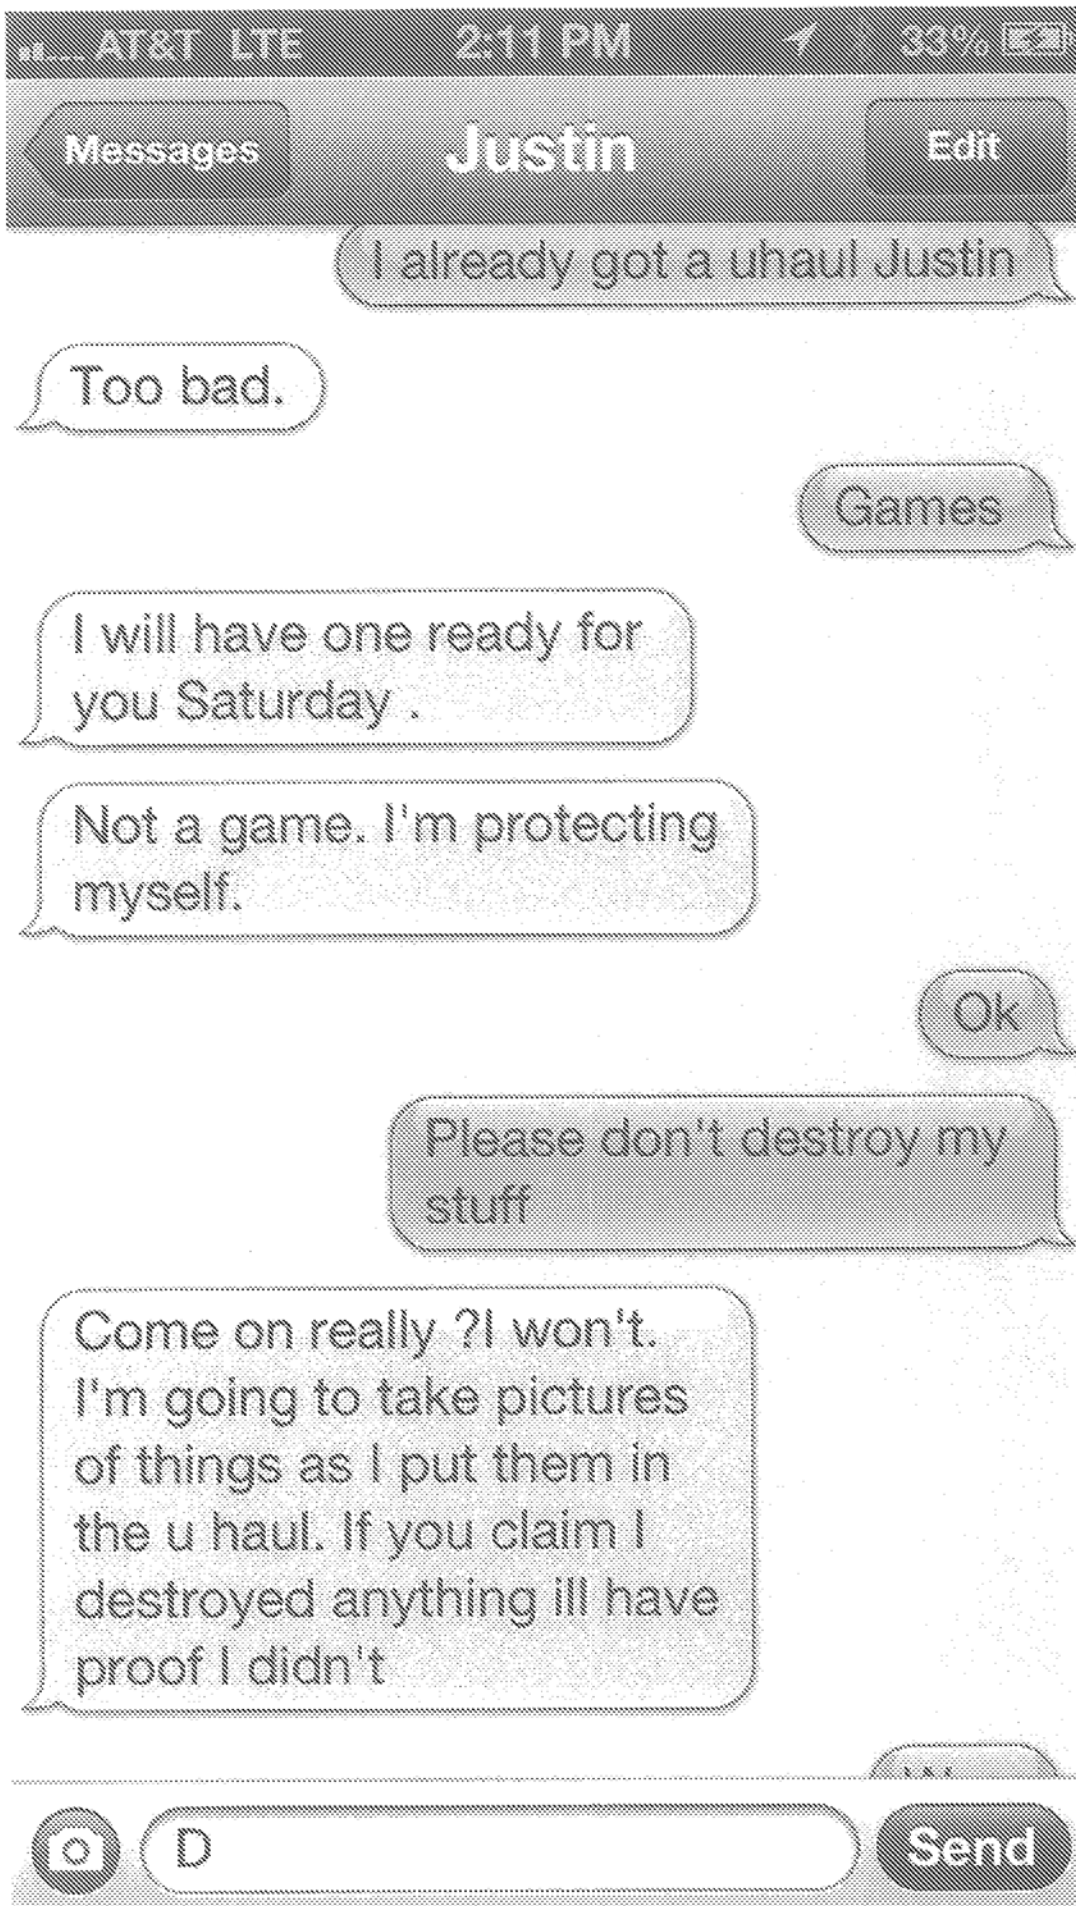 AT&T LTE 2:11 PM 33%
Messages Justin Edit
I already got a uhaul Justin
Too bad.
Games
I will have one ready for
you Saturday .
Not a game. I'm protecting
myself.
Ok
Please don't destroy my
stuff
Come on really ?I won't.
I'm going to take pictures
of things as I put them in
the u haul. If you claim I
destroyed anything ill have
proof I didn't
D
Send